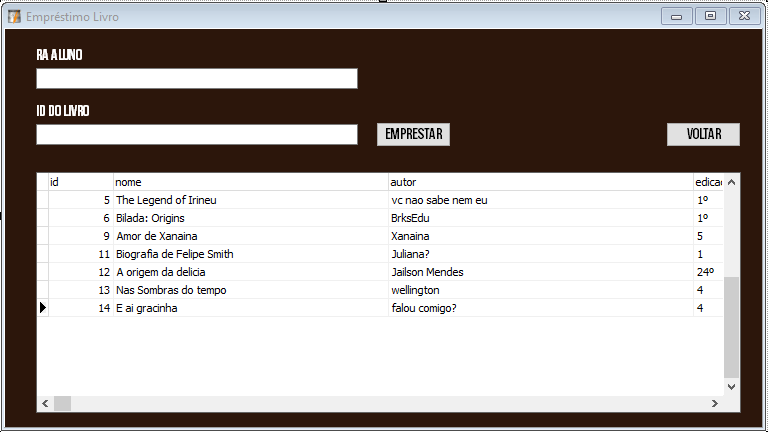 Empréstimo Livro
RA ALUNO
ID DO LIVRO
EMPRESTAR VOLTAR
id nome autor edicac
5 The Legend of Irineu vc nao sabe nem eu 1º
6 Bilada: Origins BrksEdu 1º
9 Amor de Xanaina Xanaina 5
11 Biografia de Felipe Smith Juliana? 1
12 A origem da delicia Jailson Mendes 24º
13 Nas Sombras do tempo wellington 4
14 E ai gracinha falou comigo? 4